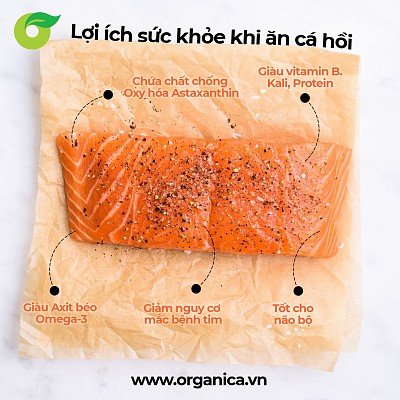 Lợi ích sức khỏe khi ăn cá hồi
Chứa chất chống
Oxy hóa Astaxanthin
Giàu vitamin B.
Kali, Protein
Giàu Axit béo
Omega-3
Giảm nguy cơ
mắc bệnh tim
Tốt cho
não bộ
www.organica.vn